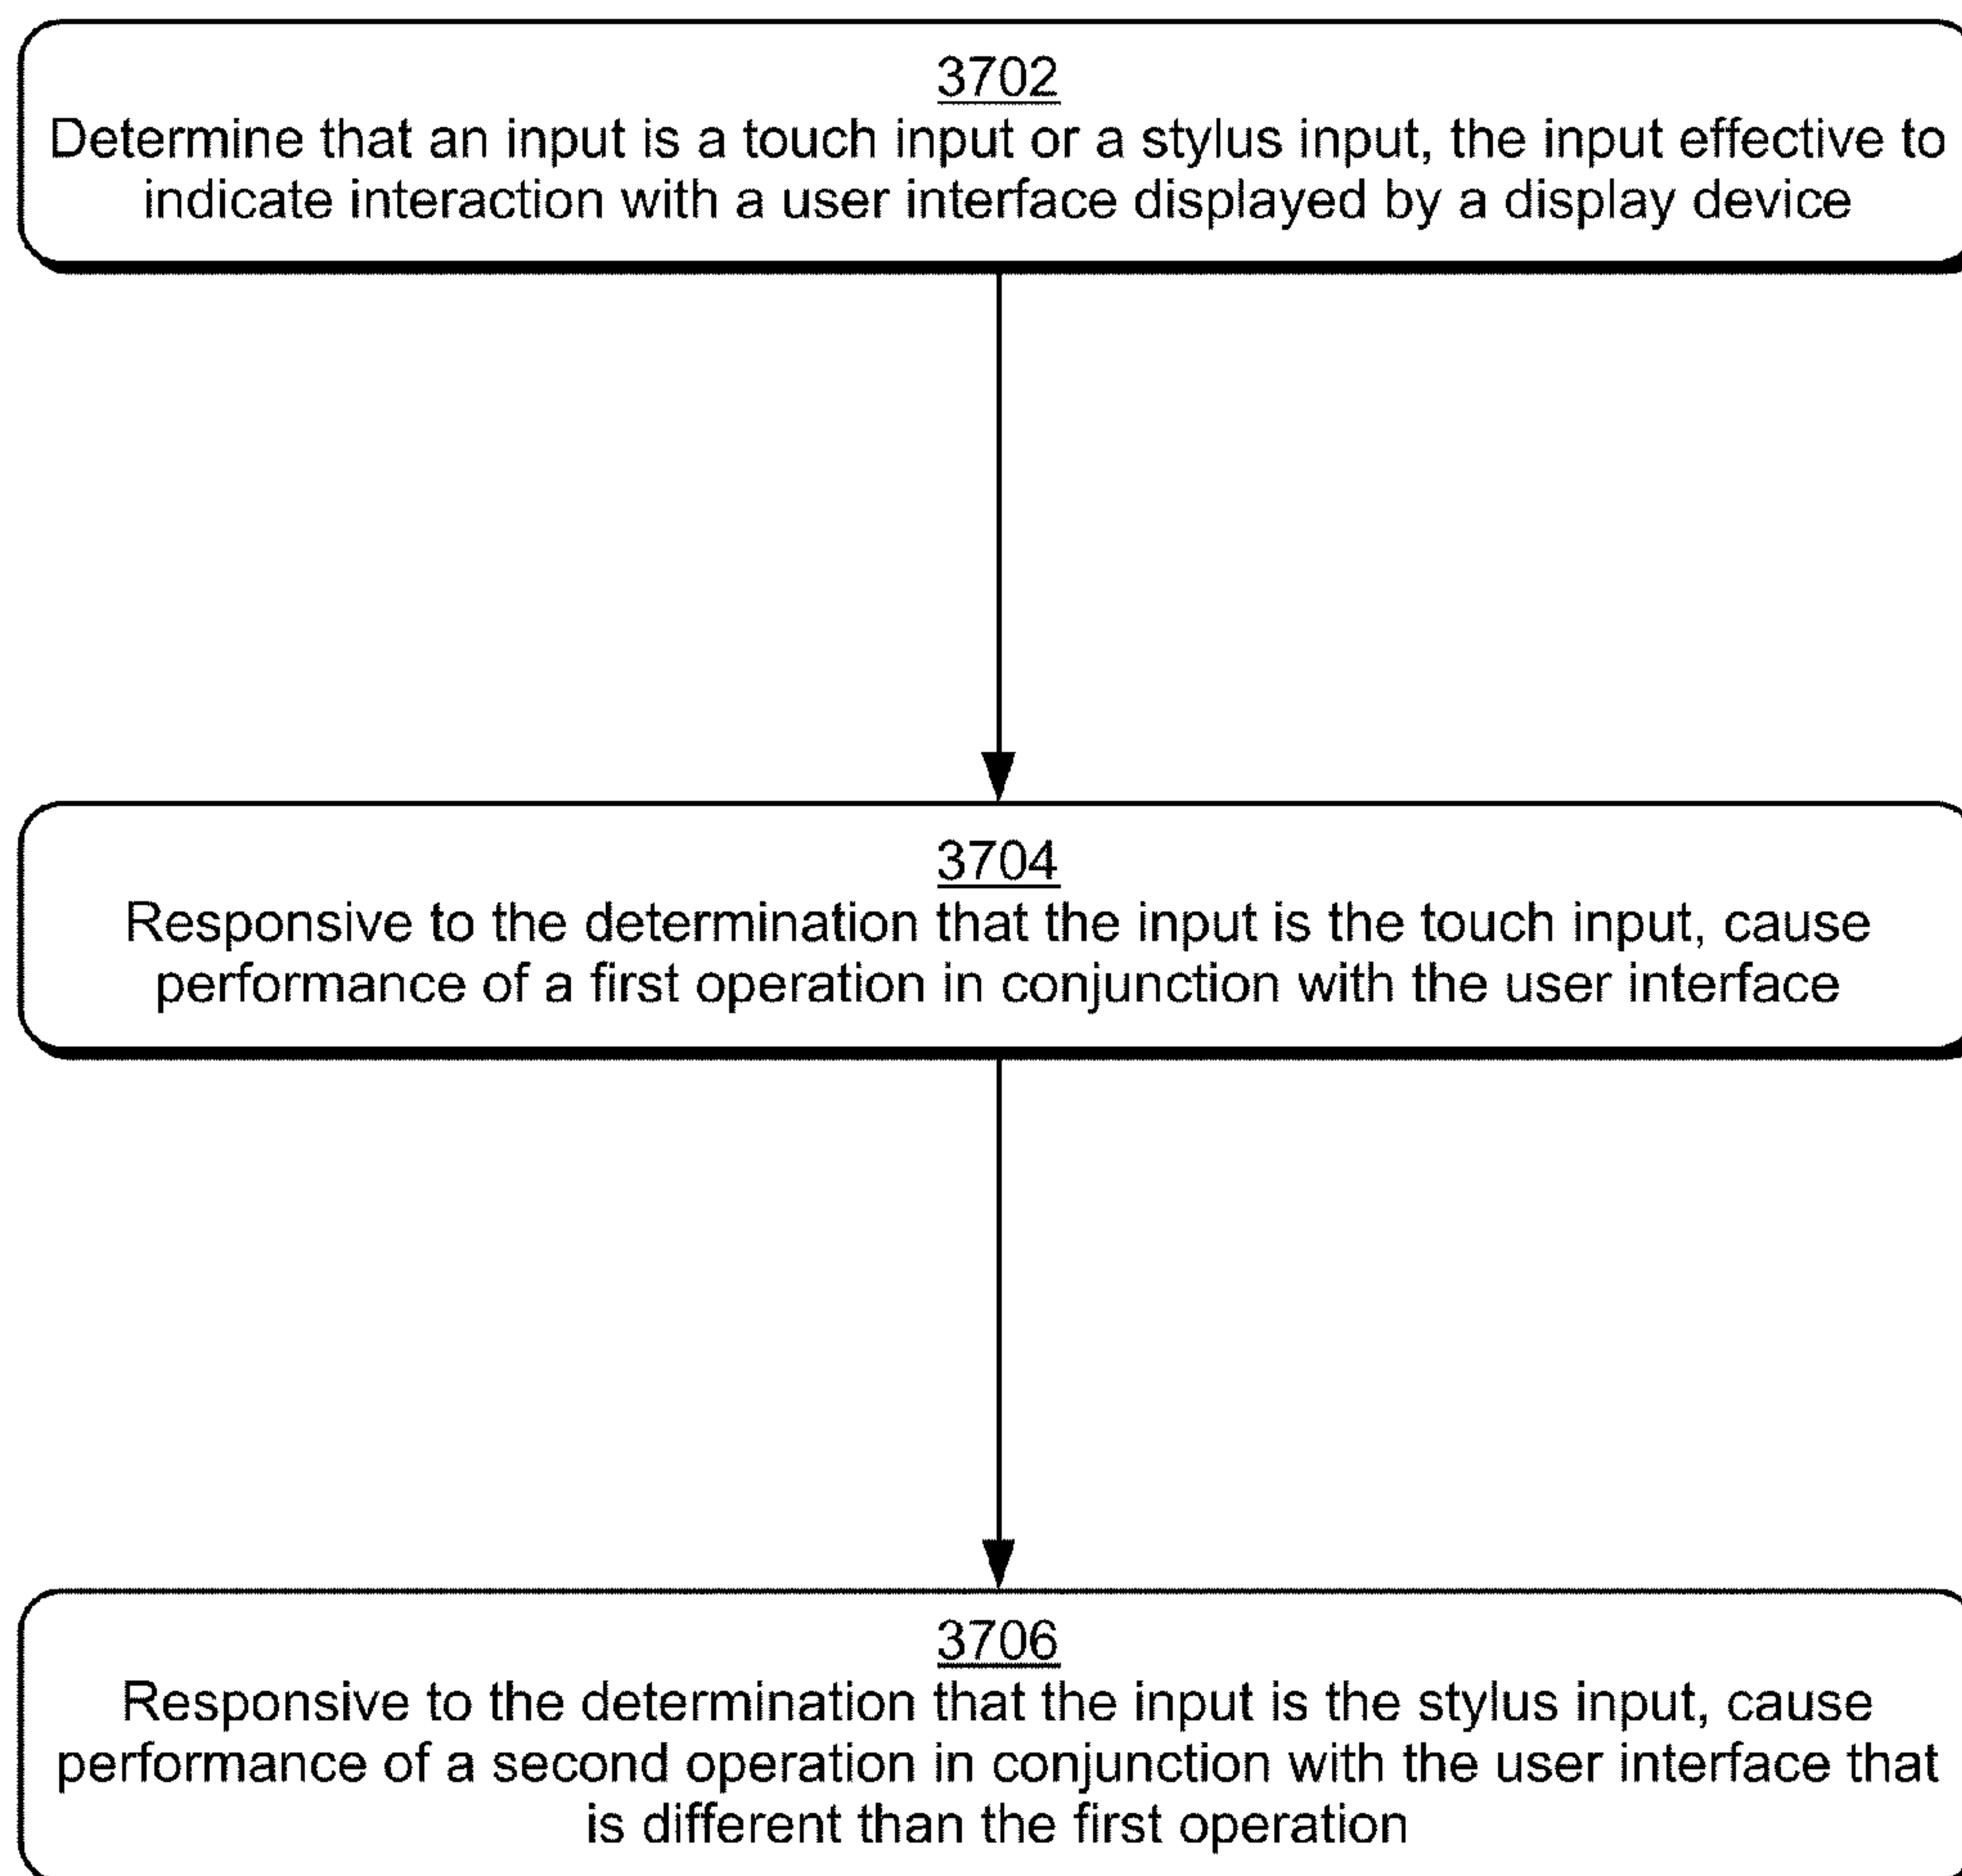 3702
Determine that an input is a touch input or a stylus input, the input effective to
indicate interaction with a user interface displayed by a display device
3704
Responsive to the determination that the input is the touch input, cause
performance of a first operation in conjunction with the user interface
3706
Responsive to the determination that the input is the stylus input, cause
performance of a second operation in conjunction with the user interface that
is different than the first operation